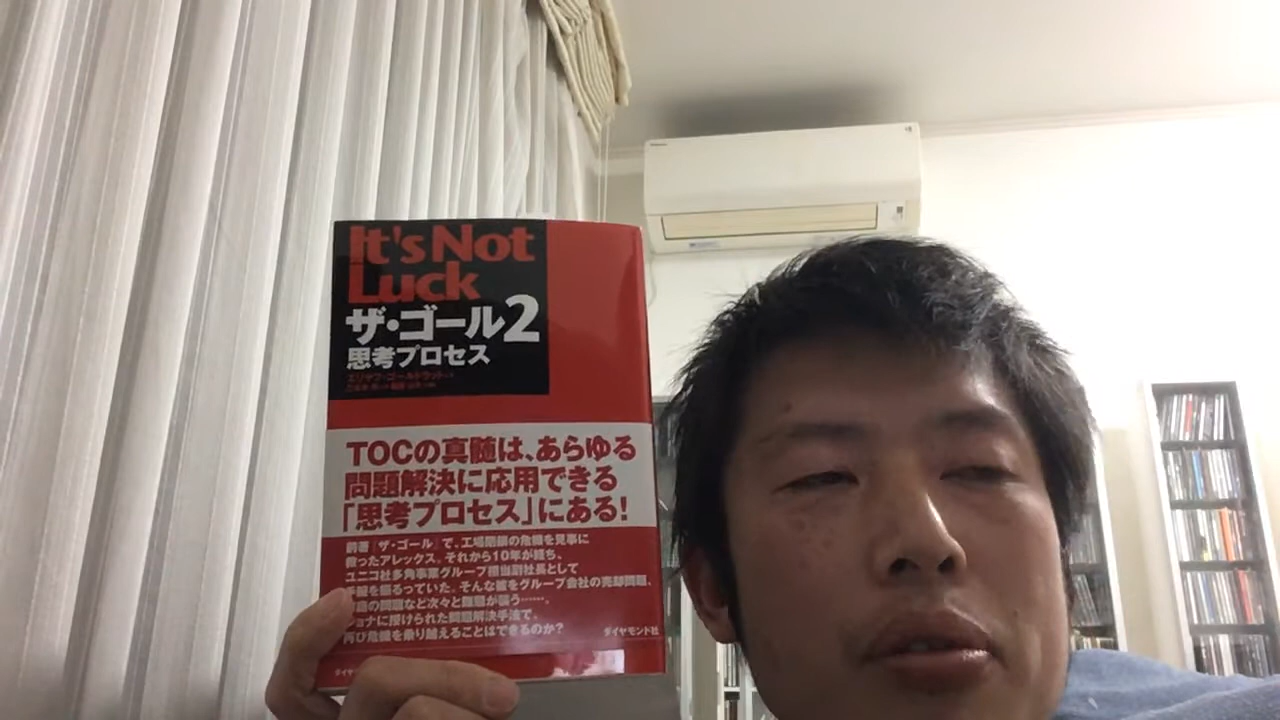 It's Not
Luck
ザ・ゴール2
思考プロセス
エリヤフ・ゴールドラット
TOCの真髄は、あらゆる
問題解決に応用できる
「思考プロセス」にある!
前著『ザ・ゴール』で、工場閉鎖の危機を見事に
救ったアレックス。それから10年が経ち、
ユニコ社多角事業グループ担当副社長として
手腕を振るっていた。そんな彼をグループ会社の売却問題、
の問題など次々と難題が襲う……。
ジョナに授けられた問題解決手法で、
再び危機を乗り越えることはできるのか?
ダイヤモンド社